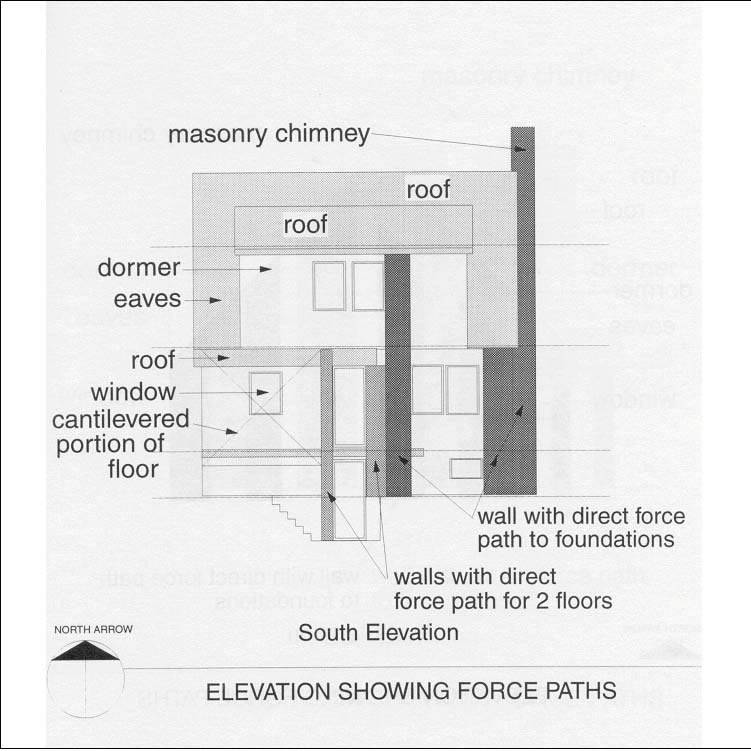 masonry chimney
roof
roof
dormer
eaves
roof
window
cantilevered
portion of
floor
wall with direct force
path to foundations
walls with direct
force path for 2 floors
South Elevation
NORTH ARROW
ELEVATION SHOWING FORCE PATHS